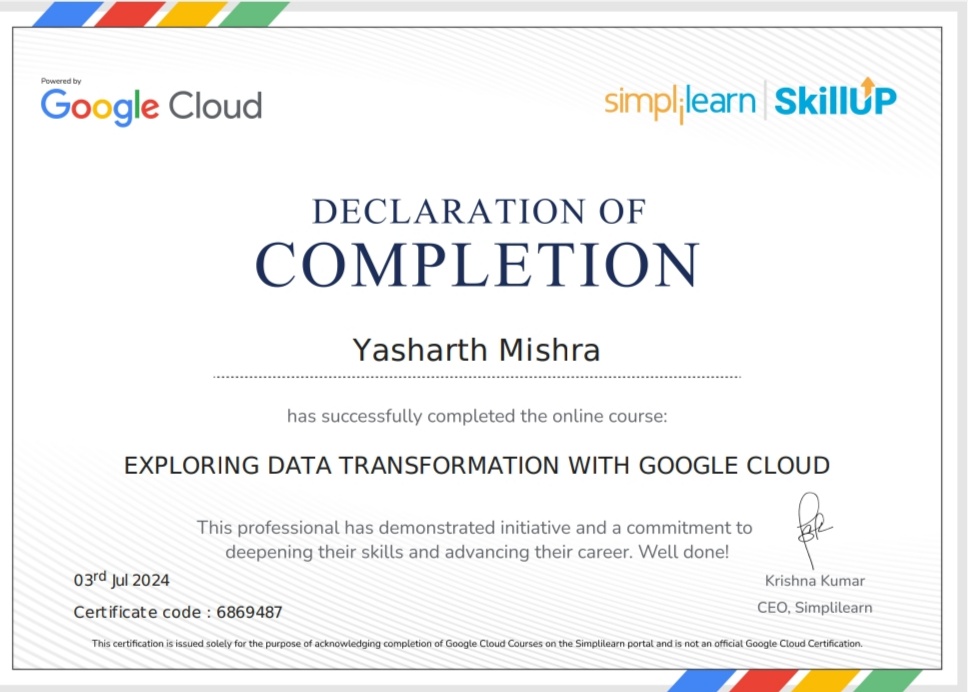 Powered by
Google Cloud
simplilearn | SkillUP
DECLARATION OF
COMPLETION
Yasharth Mishra
has successfully completed the online course:
EXPLORING DATA TRANSFORMATION WITH GOOGLE CLOUD
This professional has demonstrated initiative and a commitment to
deepening their skills and advancing their career. Well done!
03rd Jul 2024
Certificate code : 6869487
Krishna Kumar
CEO, Simplilearn
This certification is issued solely for the purpose of acknowledging completion of Google Cloud Courses on the Simplilearn portal and is not an official Google Cloud Certification.